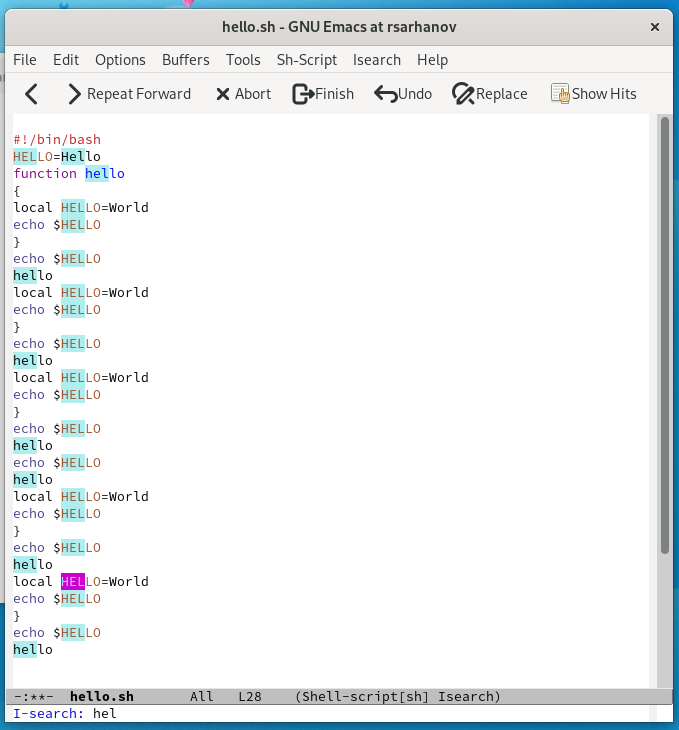 hello.sh - GNU Emacs at rsarhanov ×
File Edit Options Buffers Tools Sh-Script Isearch Help
Repeat Forward Abort Finish Undo Replace Show Hits
#!/bin/bash
HELLO=Hello
function hello
{
local HELLO=World
echo $HELLO
}
echo $HELLO
hello
local HELLO=World
echo $HELLO
}
echo $HELLO
hello
local HELLO=World
echo $HELLO
}
echo $HELLO
hello
echo $HELLO
hello
local HELLO=World
echo $HELLO
}
echo $HELLO
hello
local HELLO=World
echo $HELLO
}
echo $HELLO
hello
-:**- hello.sh All L28 (Shell-script[sh] Isearch)
I-search: hel